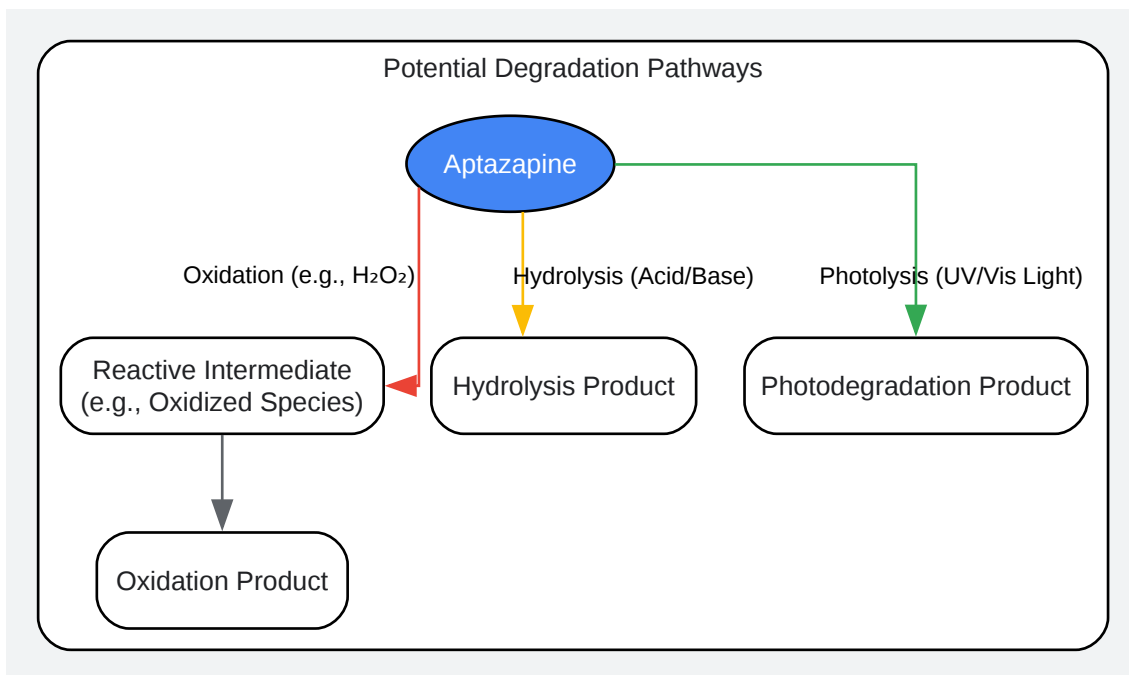 Potential Degradation Pathways
Aptazapine
Oxidation (e.g., H₂O₂)
Hydrolysis (Acid/Base)
Photolysis (UV/Vis Light)
Reactive Intermediate
(e.g., Oxidized Species)
Hydrolysis Product
Photodegradation Product
Oxidation Product